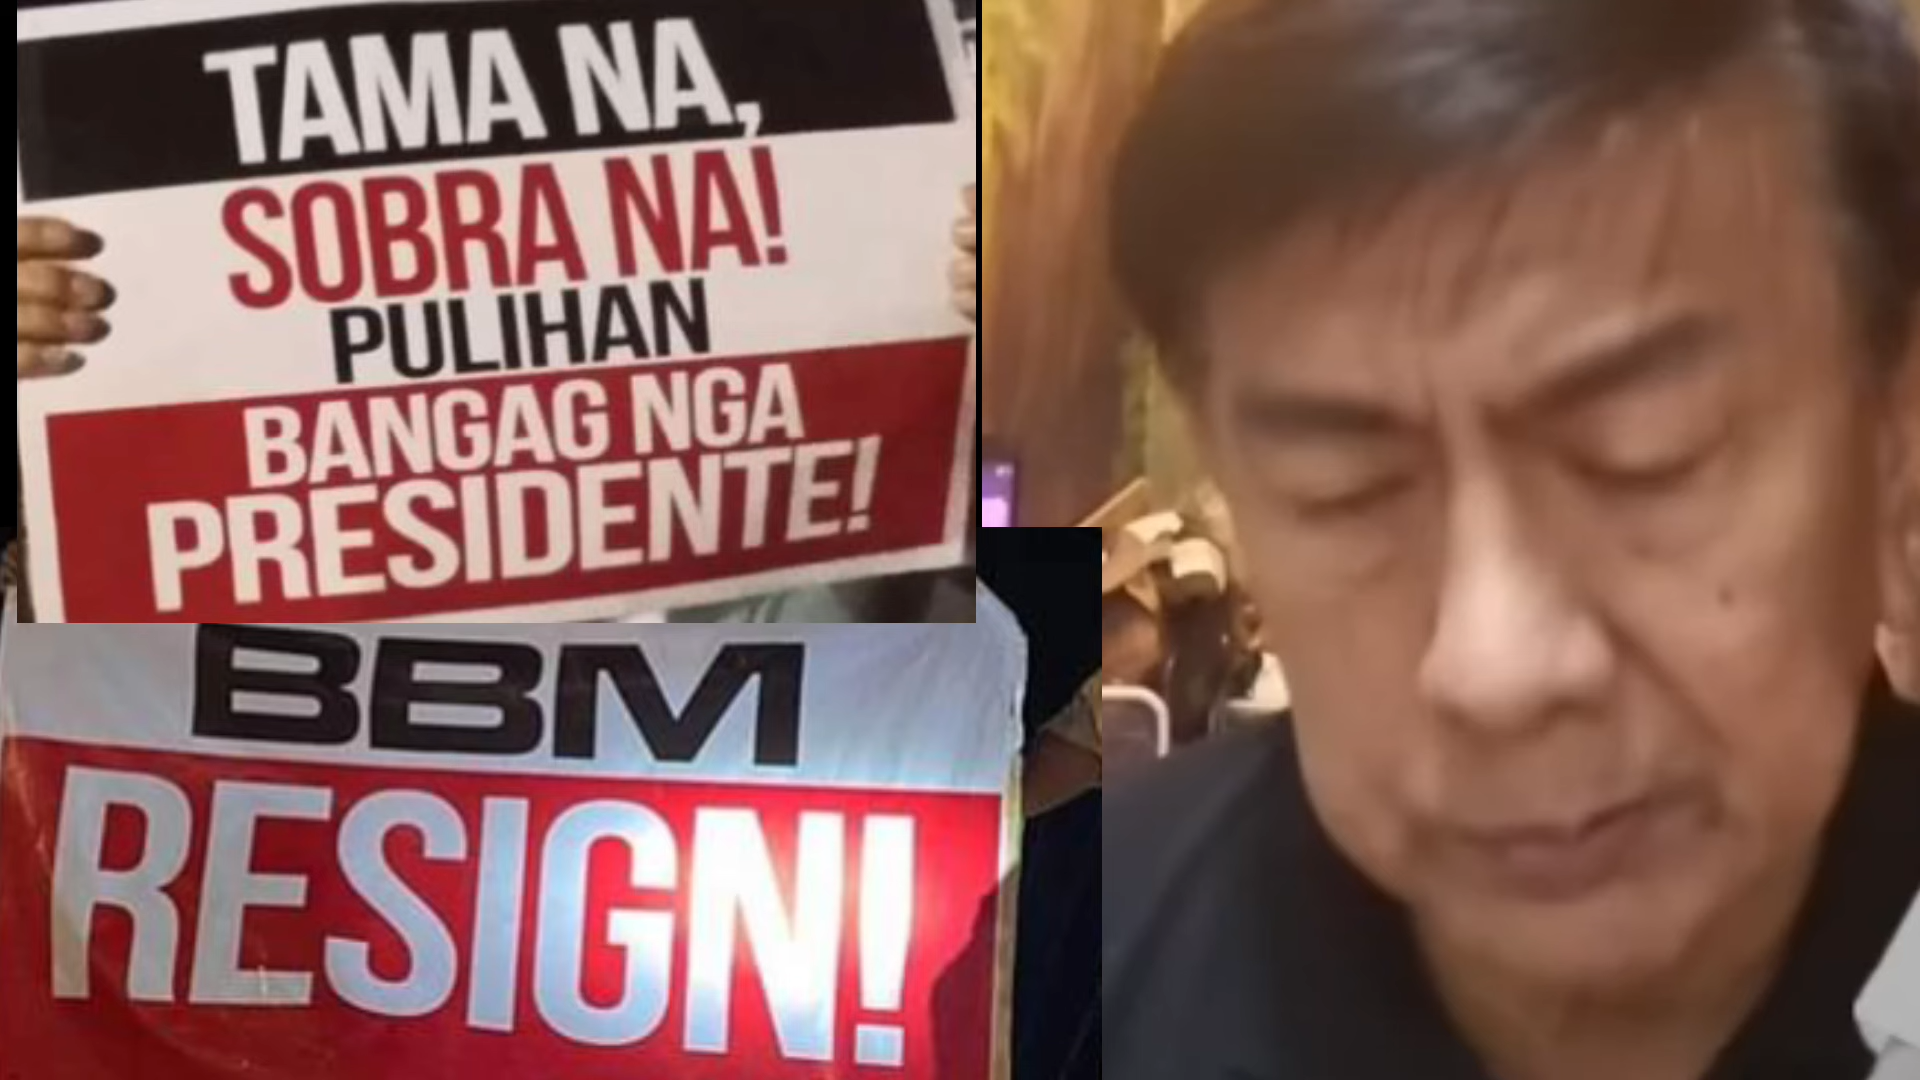 TAMA NA,
SOBRA NA!
PULIHAN
BANGAG NGA
PRESIDENTE!
BBM
RESIGN!